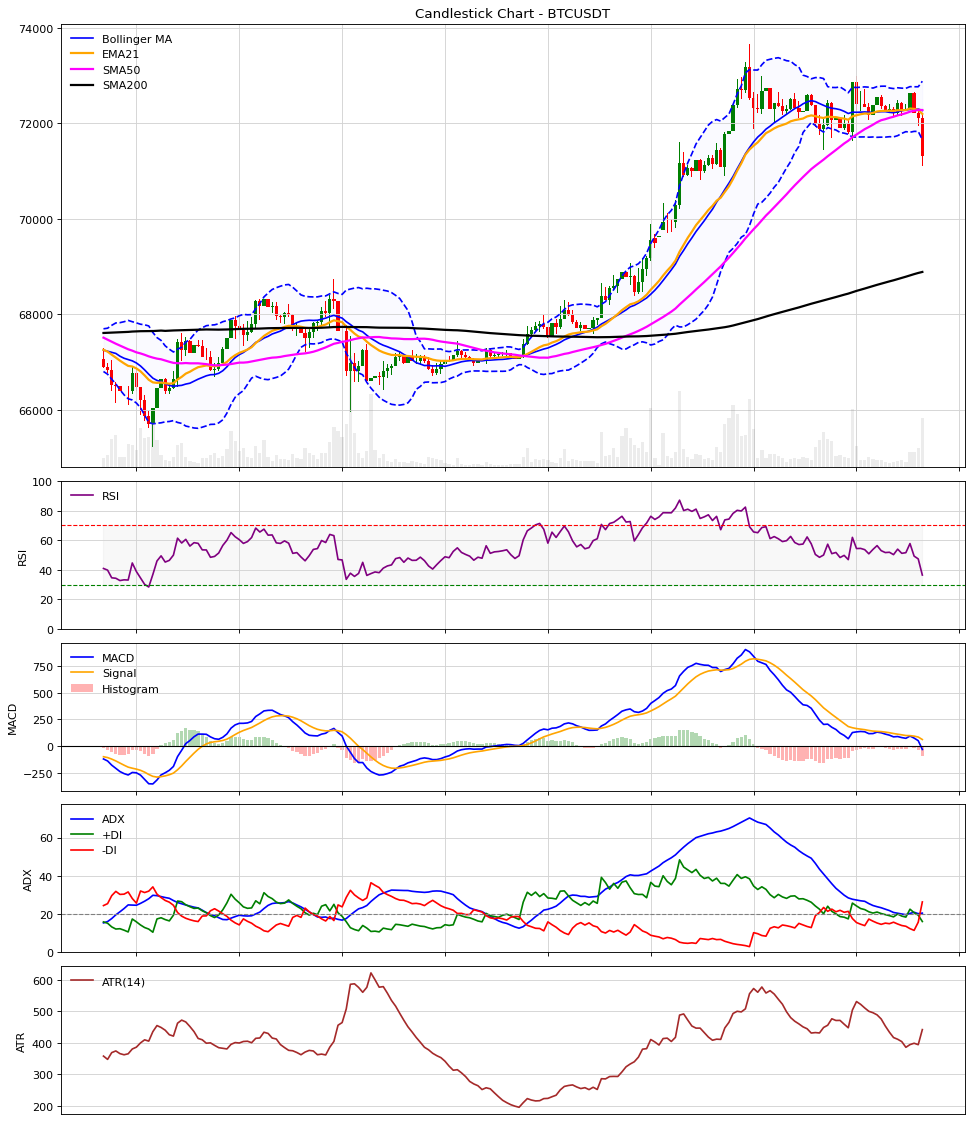 Candlestick Chart - BTCUSDT
74000
72000
70000
68000
66000
Bollinger MA
EMA21
SMA50
SMA200
100
80
60
40
20
0
RSI
RSI
750
500
250
0
−250
MACD
MACD
Signal
Histogram
60
40
20
0
ADX
ADX
+DI
-DI
600
500
400
300
200
ATR
ATR(14)